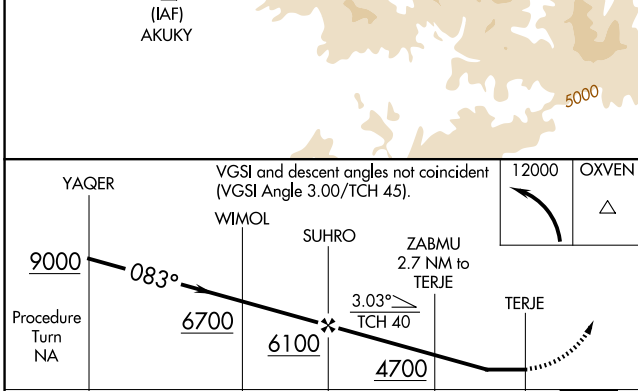 (IAF)
AKUKY
5000
VGSI and descent angles not coincident
(VGSI Angle 3.00/TCH 45).
12000
OXVEN
YAQER
WIMOL
SUHRO
ZABMU
2.7 NM to
TERJE
TERJE
9000
083°
6700
6100
3.03°
TCH 40
4700
Procedure
Turn
NA